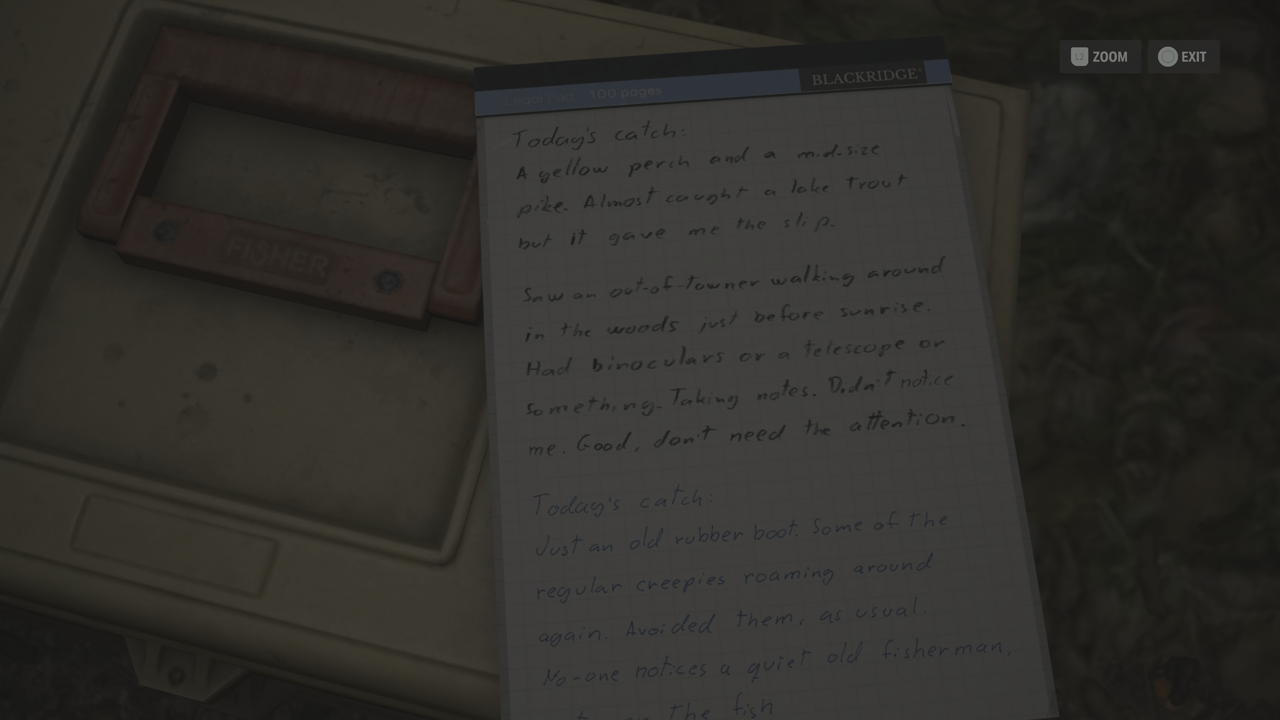 ZOOM
EXIT
Legal Pad 100 pages
BLACKRIDGE
FISHER
Today's catch:
A yellow perch and a mid-size
pike. Almost caught a lake trout
but it gave me the slip.
Saw an out-of-towner walking around
in the woods just before sunrise.
Had binoculars or a telescope or
something. Taking notes. Didn't notice
me. Good, don't need the attention.
Today's catch:
Just an old rubber boot. Some of the
regular creepies roaming around
again. Avoided them, as usual.
No-one notices a quiet old fisherman,
the fish